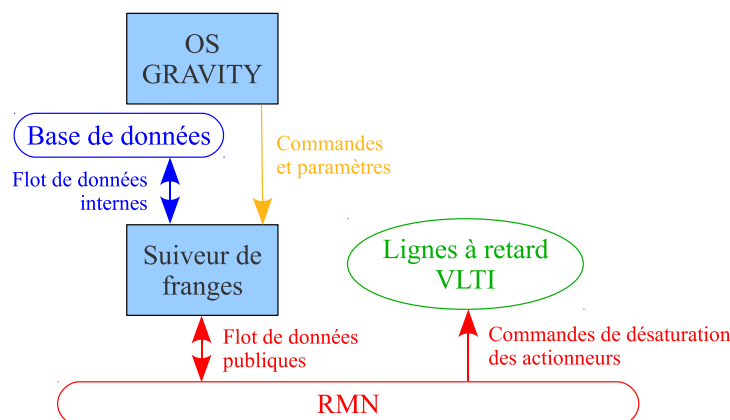 OS
GRAVITY
Base de données
Commandes
et paramètres
Flot de données
internes
Suiveur de
franges
Lignes à retard
VLTI
Flot de données
publiques
Commandes de désaturation
des actionneurs
RMN